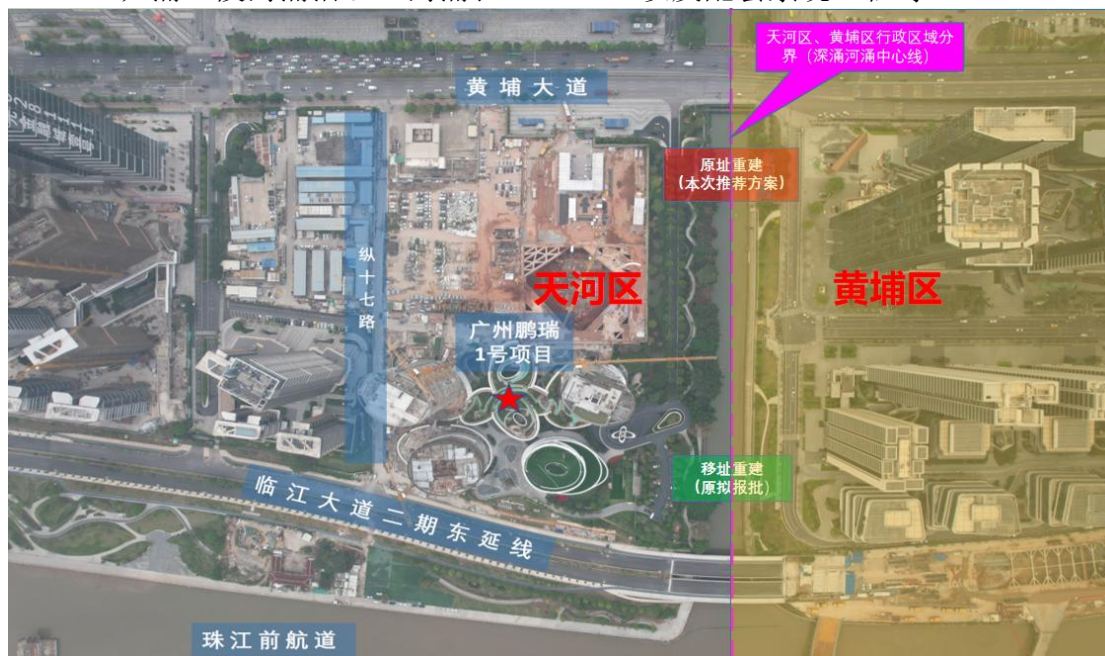 天河区、黄埔区行政区域分
界（深涌河涌中心线）
黄埔大道
原址重建
（本次推荐方案）
纵十七路
天河区
黄埔区
广州鹏瑞
1号项目
移址重建
（原拟报批）
临江大道二期东延线
珠江前航道